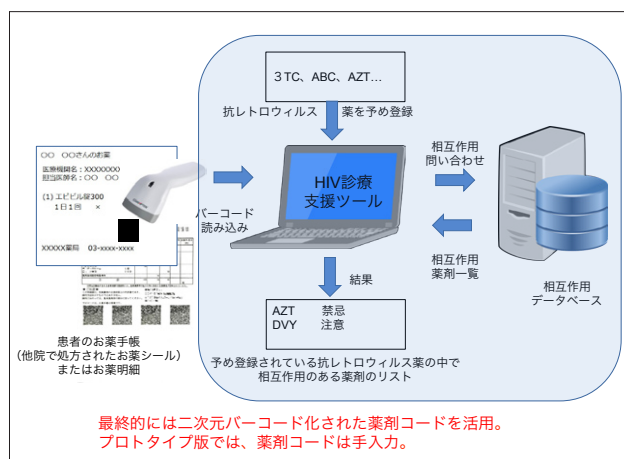 ３TC、ABC、AZT…
抗レトロウィルス 薬を予め登録
〇〇 〇〇さんのお薬
医療機関名：XXXXXXXX
担当医師名：〇〇 〇〇
(1) エピビル錠300
1日1回 ×
XXXXX薬局 03-xxxx-xxxx
バーコード
読み込み
HIV診療
支援ツール
相互作用
問い合わせ
相互作用
薬剤一覧
相互作用
データベース
結果
AZT 禁忌
DVY 注意
患者のお薬手帳
（他院で処方されたお薬シール）
またはお薬明細
予め登録されている抗レトロウィルス薬の中で
相互作用のある薬剤のリスト
最終的には二次元バーコード化された薬剤コードを活用。
プロトタイプ版では、薬剤コードは手入力。